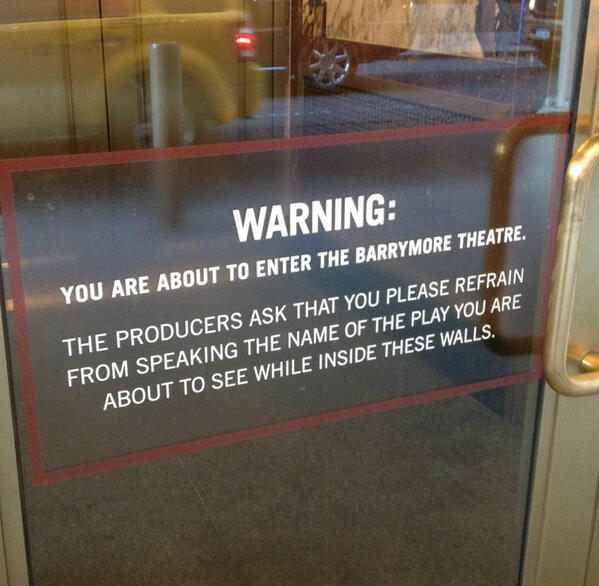 WARNING:
YOU ARE ABOUT TO ENTER THE BARRYMORE THEATRE.
THE PRODUCERS ASK THAT YOU PLEASE REFRAIN
FROM SPEAKING THE NAME OF THE PLAY YOU ARE
ABOUT TO SEE WHILE INSIDE THESE WALLS.